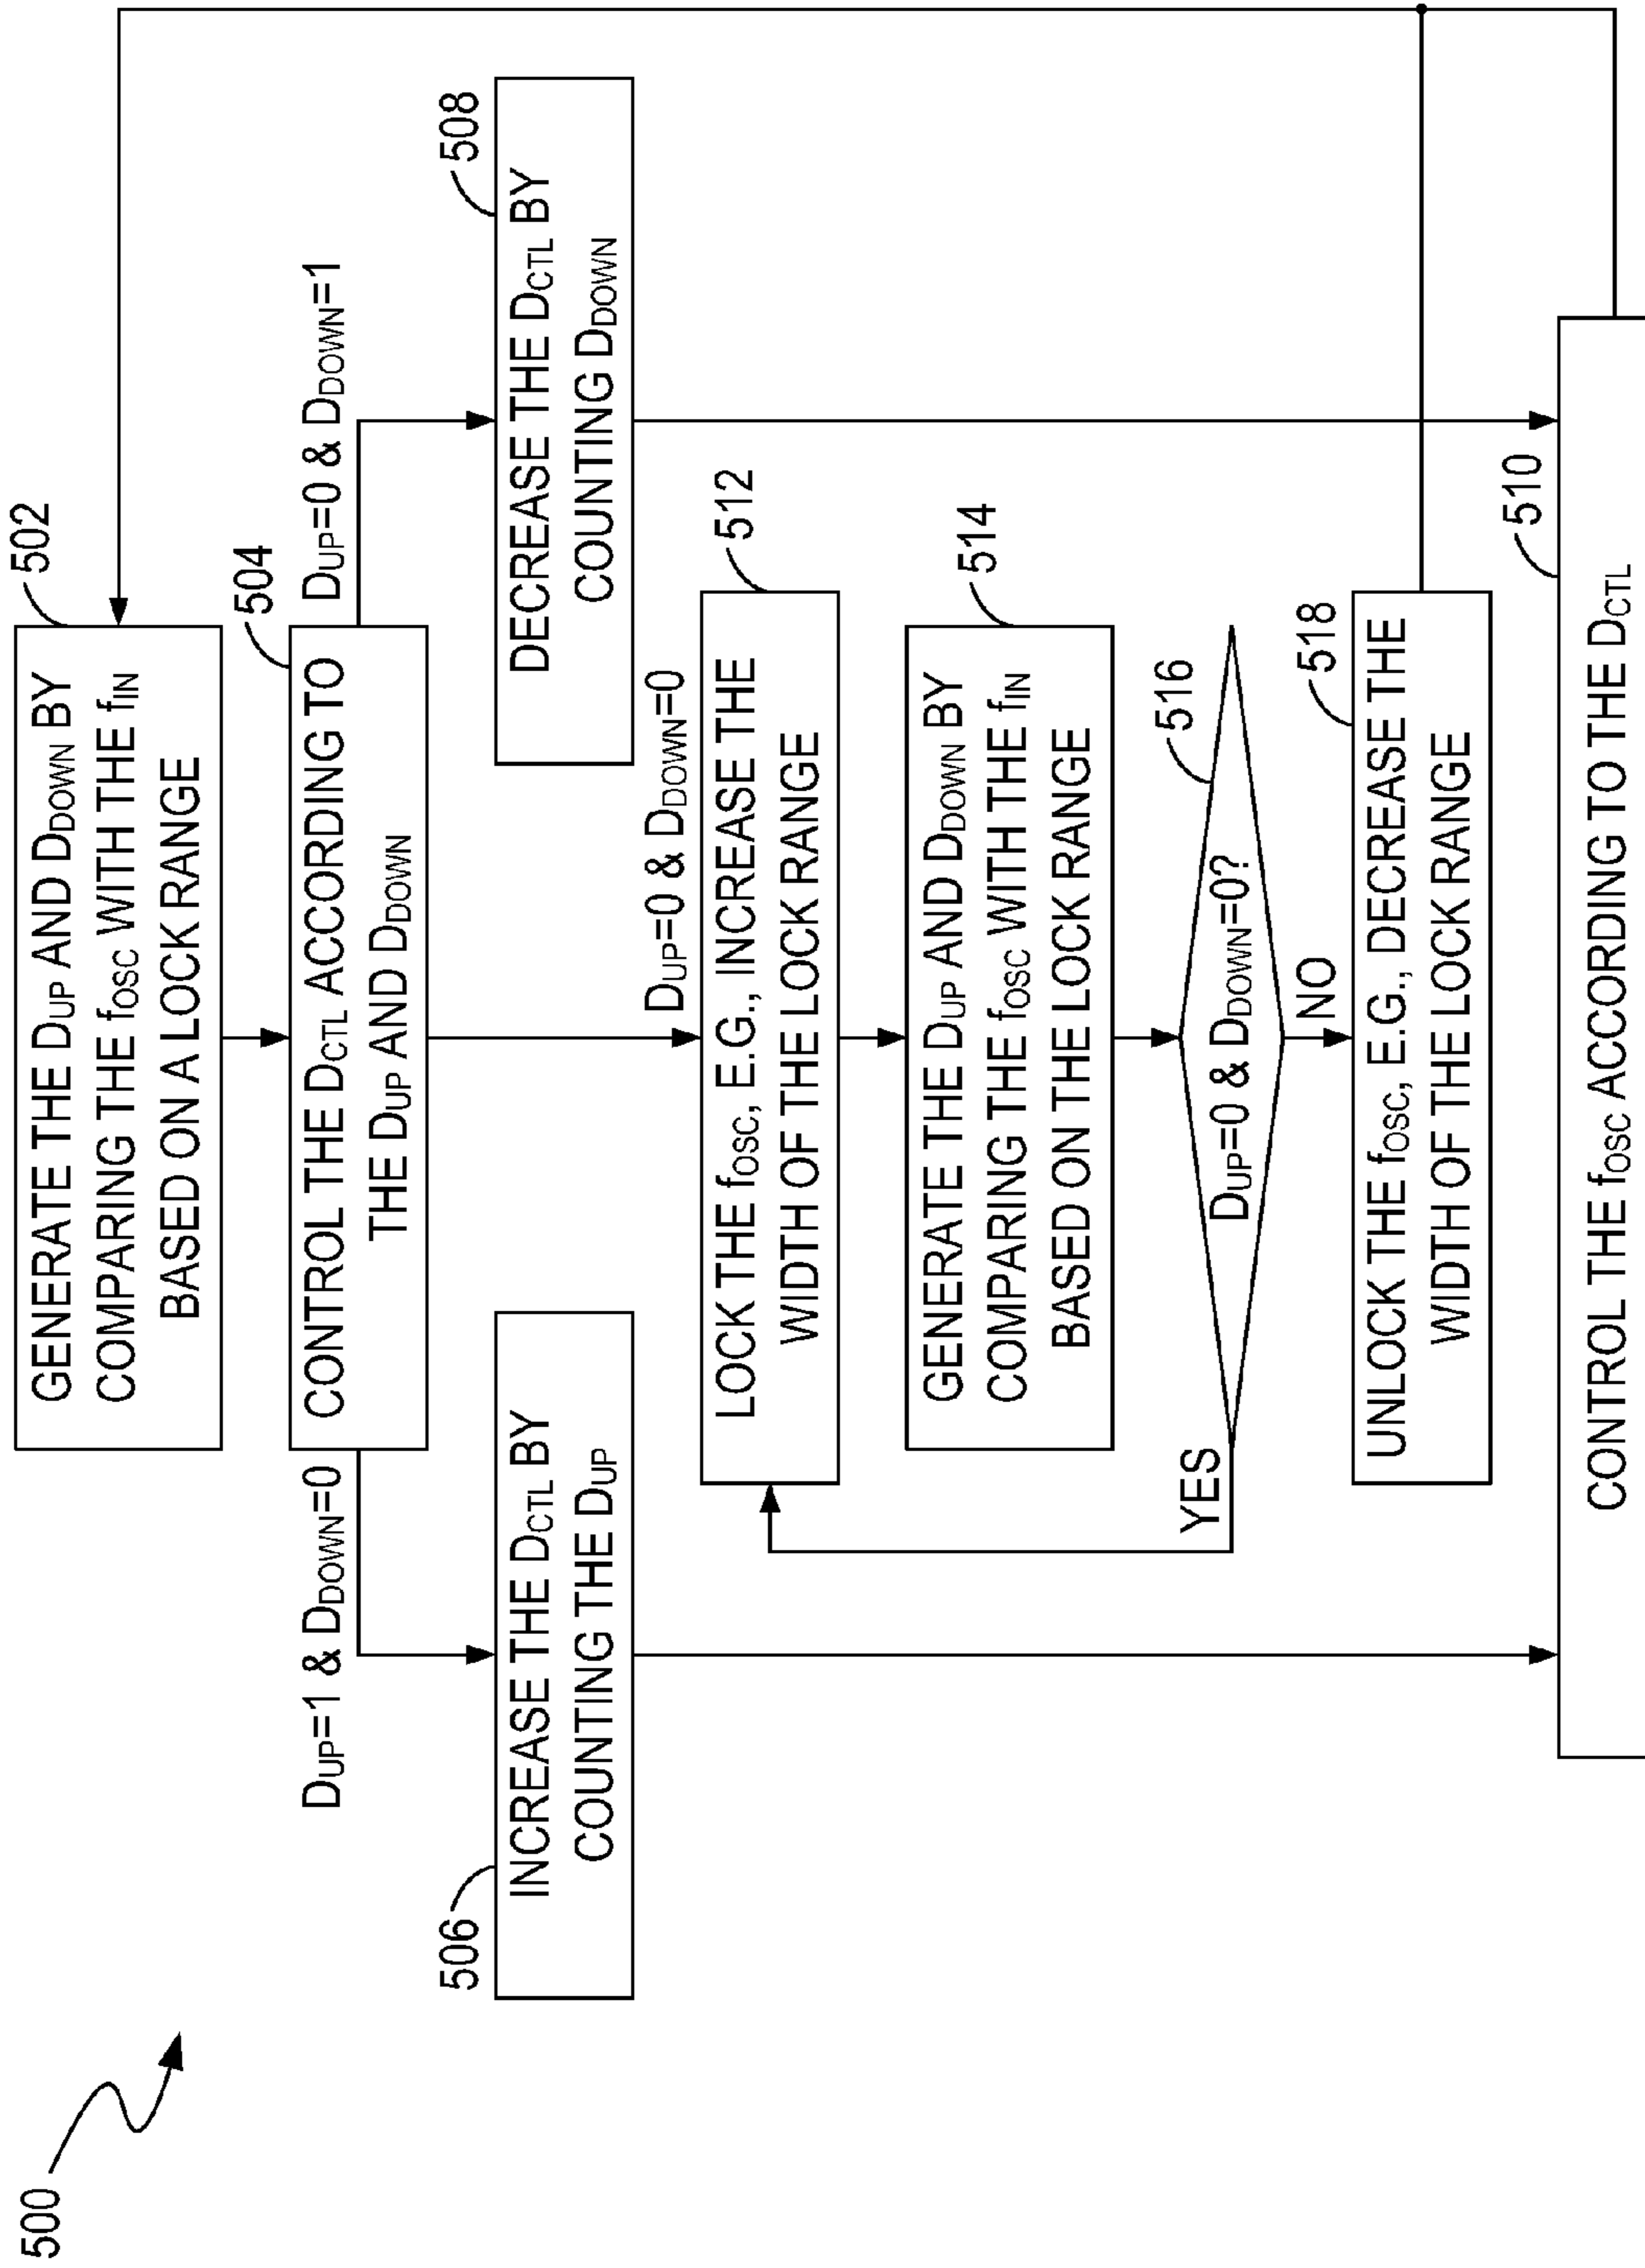 500
502
GENERATE THE DUP AND DDOWN BY
COMPARING THE fOSC WITH THE fIN
BASED ON A LOCK RANGE
504
CONTROL THE DCTL ACCORDING TO
THE DUP AND DDOWN
DUP=1 & DDOWN=0
DUP=0 & DDOWN=1
506
INCREASE THE DCTL BY
COUNTING THE DUP
508
DECREASE THE DCTL BY
COUNTING DDOWN
DUP=0 & DDOWN=0
512
LOCK THE fOSC, E.G., INCREASE THE
WIDTH OF THE LOCK RANGE
514
GENERATE THE DUP AND DDOWN BY
COMPARING THE fOSC WITH THE fIN
BASED ON THE LOCK RANGE
516
DUP=0 & DDOWN=0?
YES
NO
518
UNLOCK THE fOSC, E.G., DECREASE THE
WIDTH OF THE LOCK RANGE
510
CONTROL THE fOSC ACCORDING TO THE DCTL